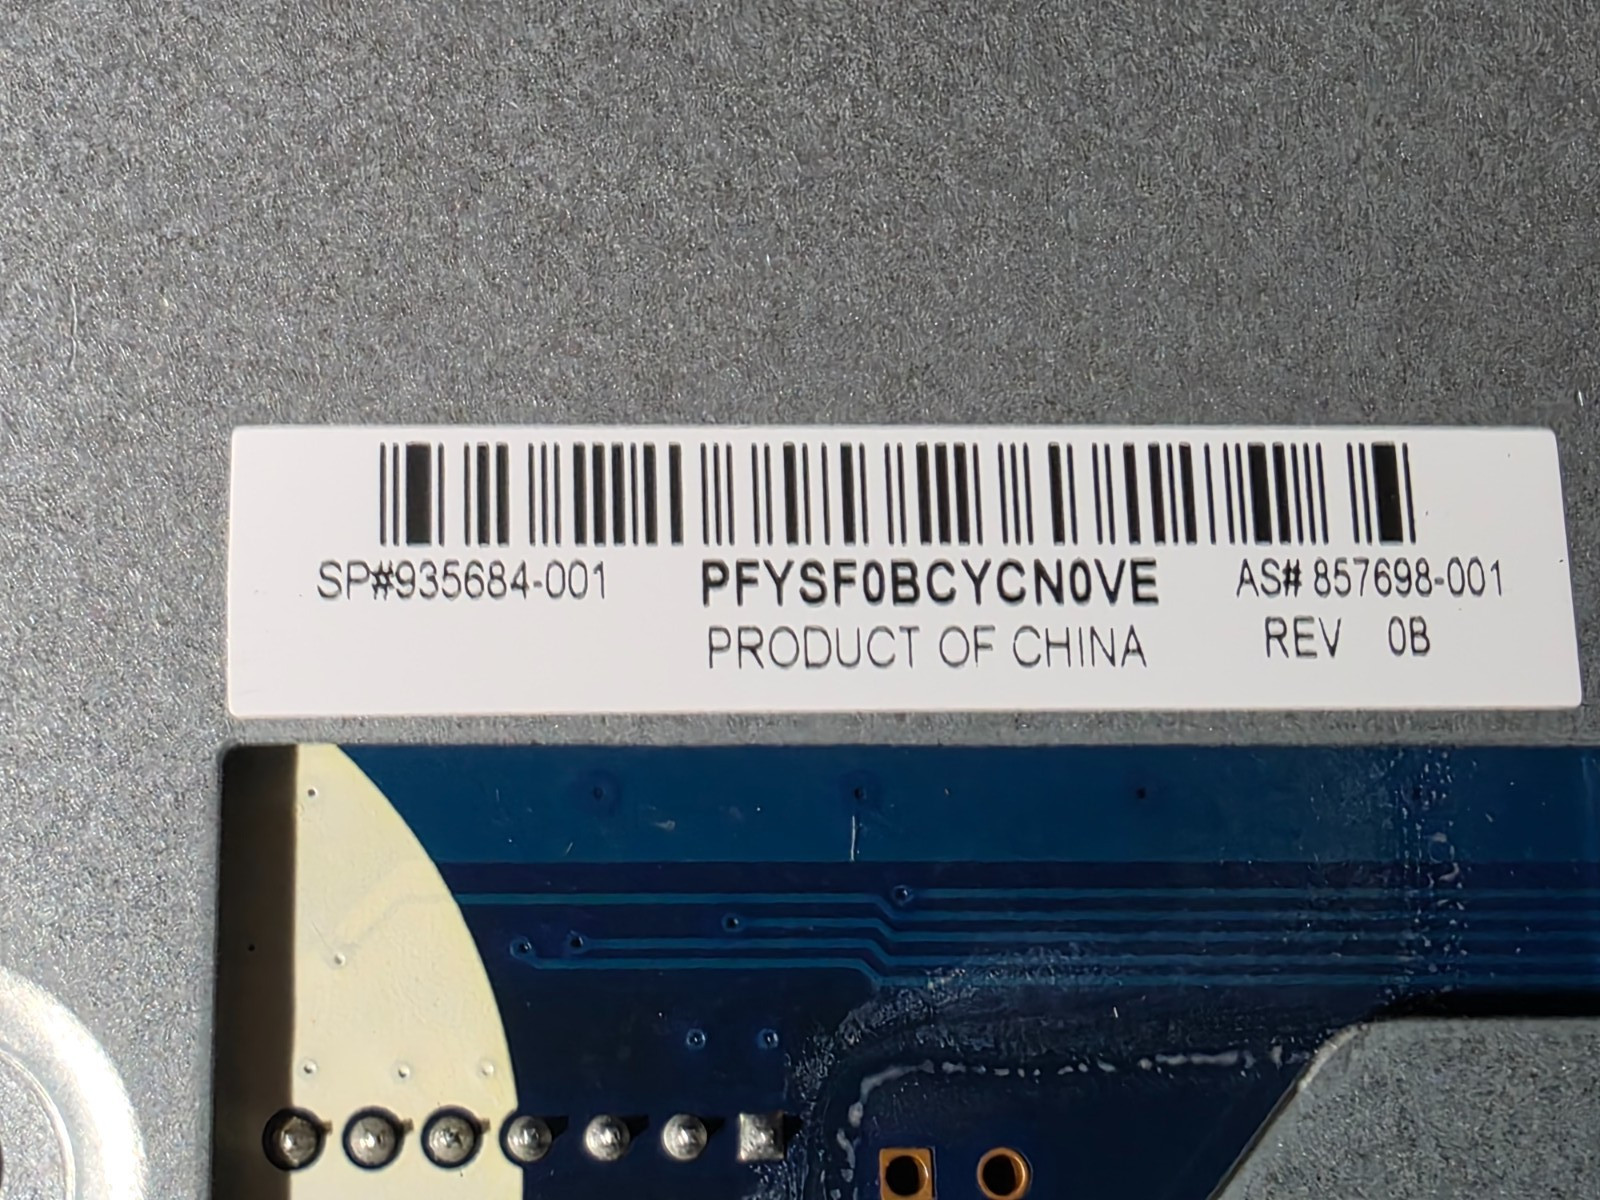 SP#935684-001 PFYSF0BCYCN0VE AS# 857698-001
PRODUCT OF CHINA REV 0B